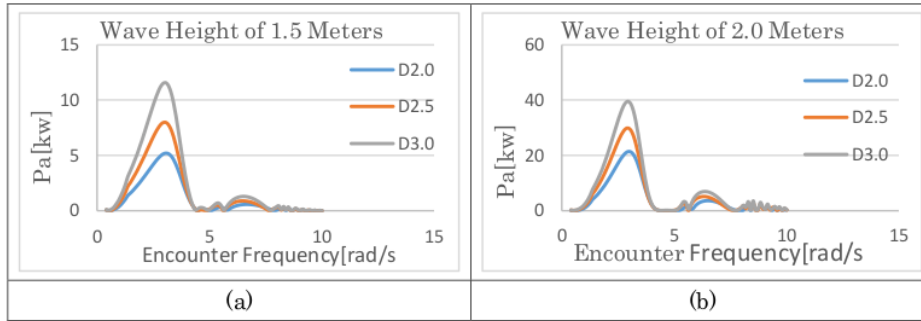 Wave Height of 1.5 Meters
15
10
5
0
Pa[kw]
D2.0
D2.5
D3.0
0 5 10 15
Encounter Frequency[rad/s
(a)
Wave Height of 2.0 Meters
60
40
20
0
Pa[kw]
D2.0
D2.5
D3.0
0 5 10 15
Encounter Frequency[rad/s
(b)